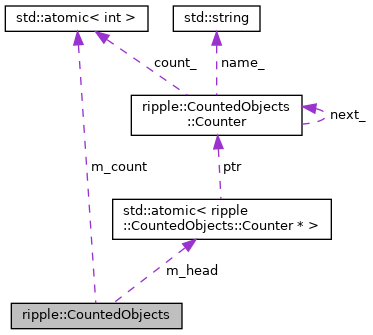 std::atomic< int >
std::string
count_
name_
ripple::CountedObjects
::Counter
next_
m_count
ptr
std::atomic< ripple
::CountedObjects::Counter * >
m_head
ripple::CountedObjects